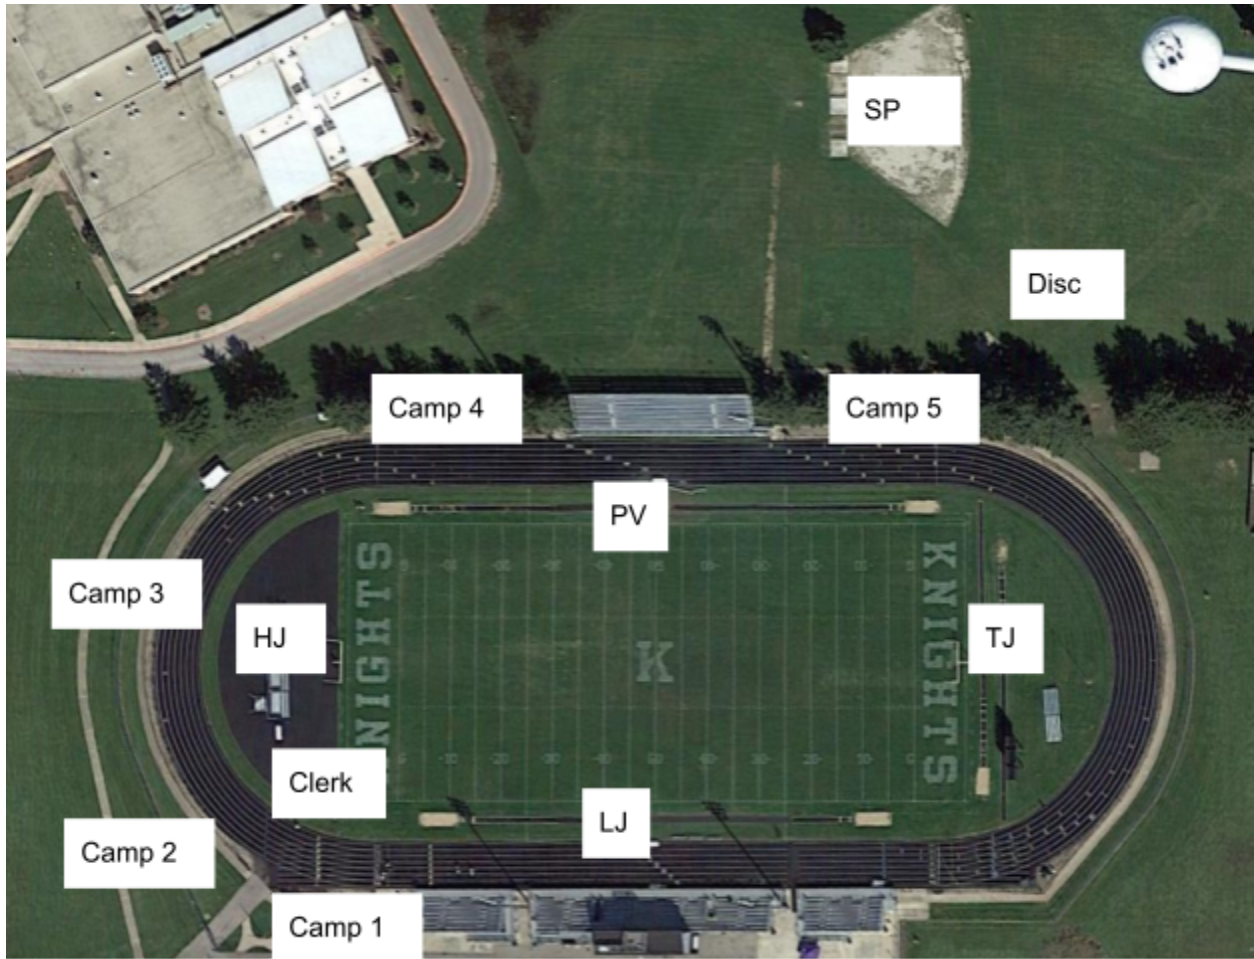 SP
Disc
Camp 4
Camp 5
PV
KNIGHTS
KNIGHTS
Camp 3
HJ
TJ
K
Clerk
LJ
Camp 2
Camp 1